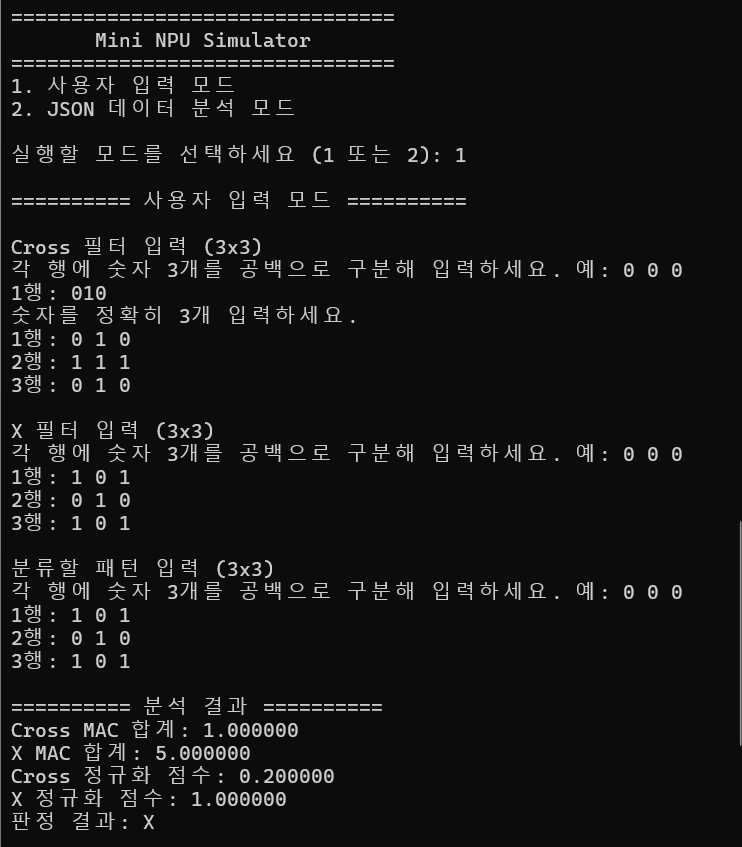 ================================
Mini NPU Simulator
================================
1. 사용자 입력 모드
2. JSON 데이터 분석 모드
실행할 모드를 선택하세요 (1 또는 2): 1
========== 사용자 입력 모드 ==========
Cross 필터 입력 (3x3)
각 행에 숫자 3개를 공백으로 구분해 입력하세요. 예: 0 0 0
1행: 010
숫자를 정확히 3개 입력하세요.
1행: 0 1 0
2행: 1 1 1
3행: 0 1 0
X 필터 입력 (3x3)
각 행에 숫자 3개를 공백으로 구분해 입력하세요. 예: 0 0 0
1행: 1 0 1
2행: 0 1 0
3행: 1 0 1
분류할 패턴 입력 (3x3)
각 행에 숫자 3개를 공백으로 구분해 입력하세요. 예: 0 0 0
1행: 1 0 1
2행: 0 1 0
3행: 1 0 1
========== 분석 결과 ==========
Cross MAC 합계: 1.000000
X MAC 합계: 5.000000
Cross 정규화 점수: 0.200000
X 정규화 점수: 1.000000
판정 결과: X